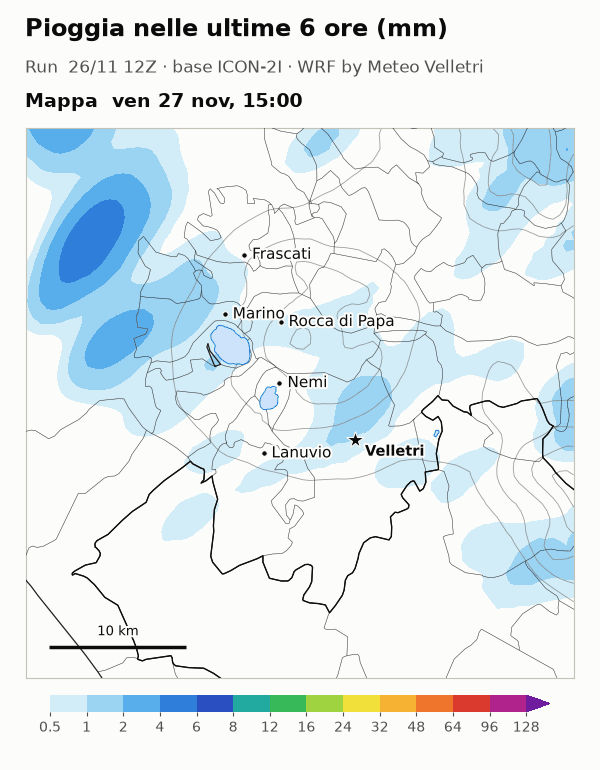 Pioggia nelle ultime 6 ore (mm)
Run 26/11 12Z · base ICON-2I · WRF by Meteo Velletri
Mappa ven 27 nov, 15:00
Frascati
Marino
Rocca di Papa
Nemi
Velletri
Lanuvio
10 km
0.5 1 2 4 6 8 12 16 24 32 48 64 96 128